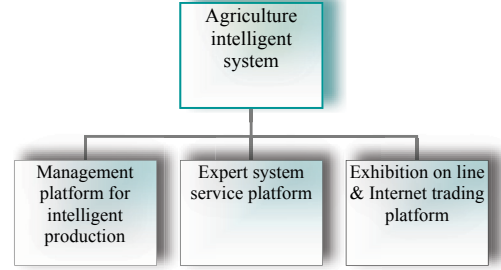 Agriculture
intelligent
system
Management
platform for
intelligent
production
Expert system
service platform
Exhibition on line
& Internet trading
platform